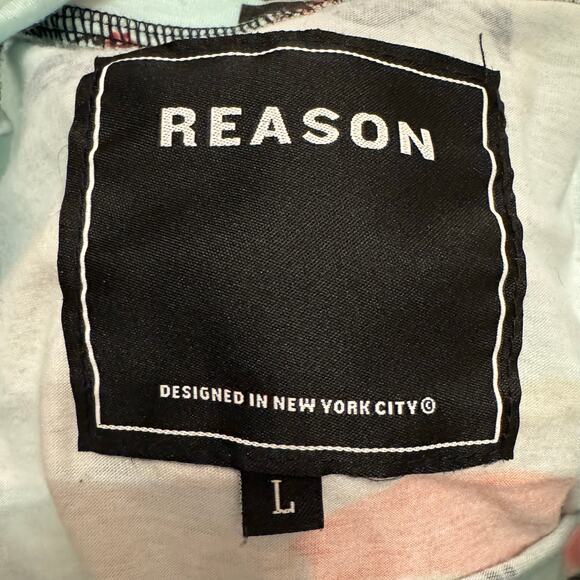 REASON
DESIGNED IN NEW YORK CITY©
L